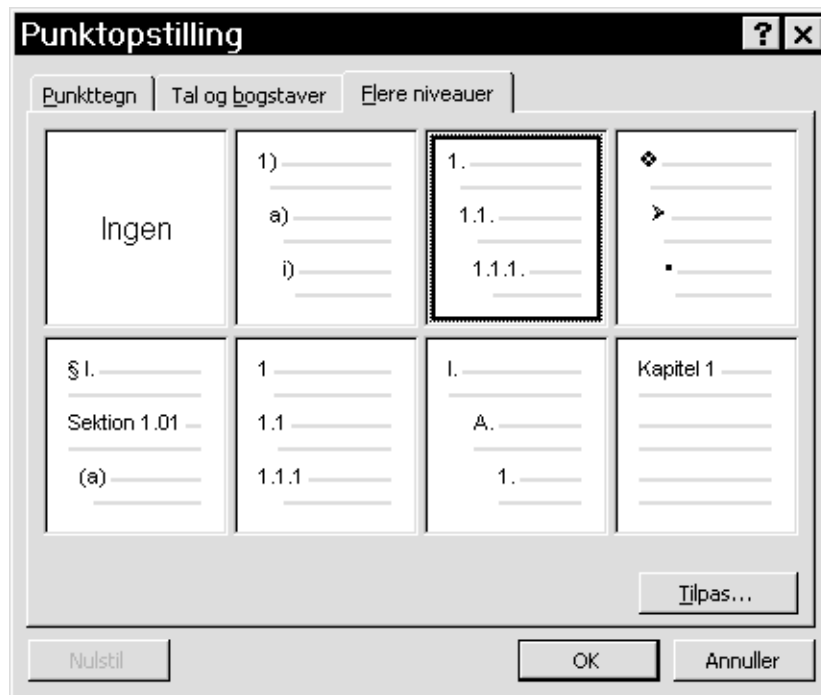 Punktopstilling
Punkttegn
Tal og bogstaver
Flere niveauer
Ingen
1)
a)
i)
1.
1.1.
1.1.1.
§ I.
Sektion 1.01
(a)
1
1.1
1.1.1
I.
A.
1.
Kapitel 1
Tilpas...
Nulstil
OK
Annuller